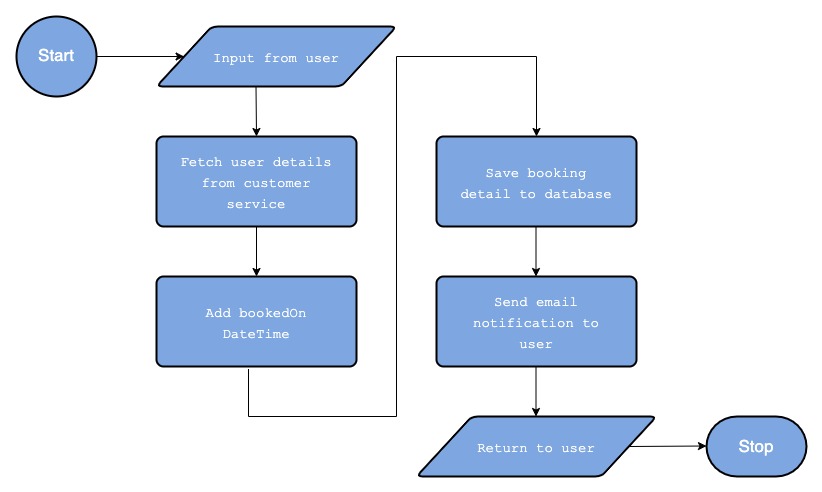 Start
Input from user
Fetch user details
from customer
service
Add bookedOn
DateTime
Save booking
detail to database
Send email
notification to
user
Return to user
Stop